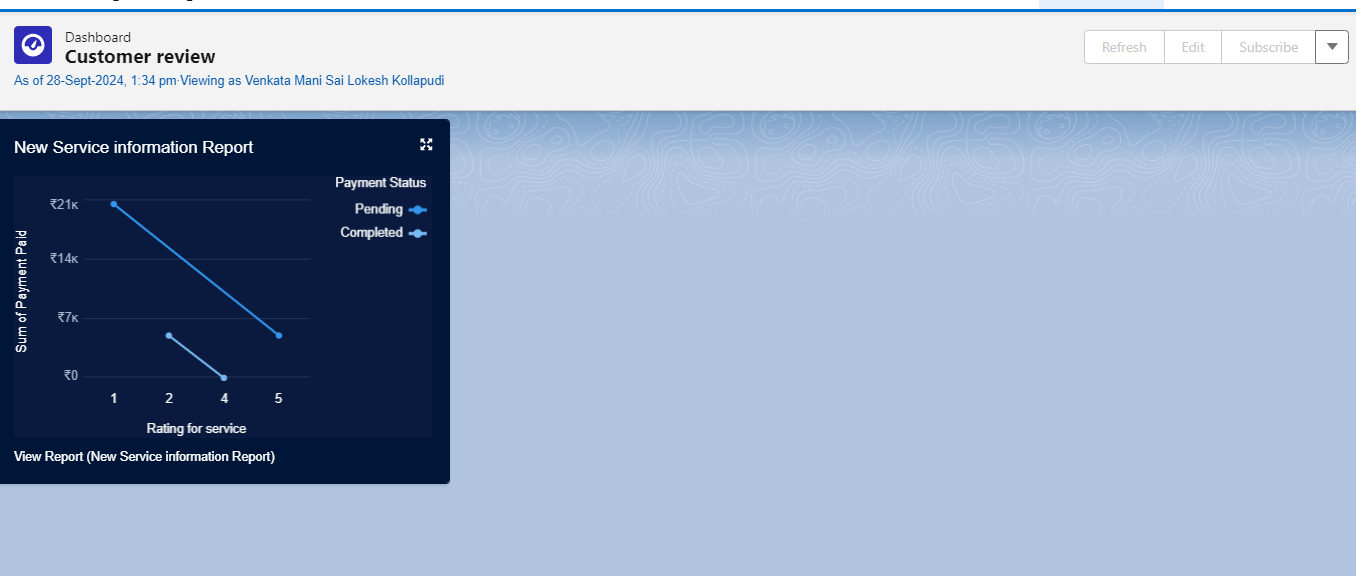 Dashboard
Customer review
Refresh
Edit
Subscribe
As of 28-Sept-2024, 1:34 pm·Viewing as Venkata Mani Sai Lokesh Kollapudi
New Service information Report
Payment Status
Pending
Completed
Sum of Payment Paid
₹21K
₹14K
₹7K
₹0
1 2 4 5
Rating for service
View Report (New Service information Report)